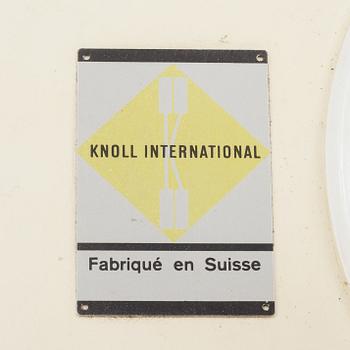 K
KNOLL INTERNATIONAL
Fabriqué en Suisse